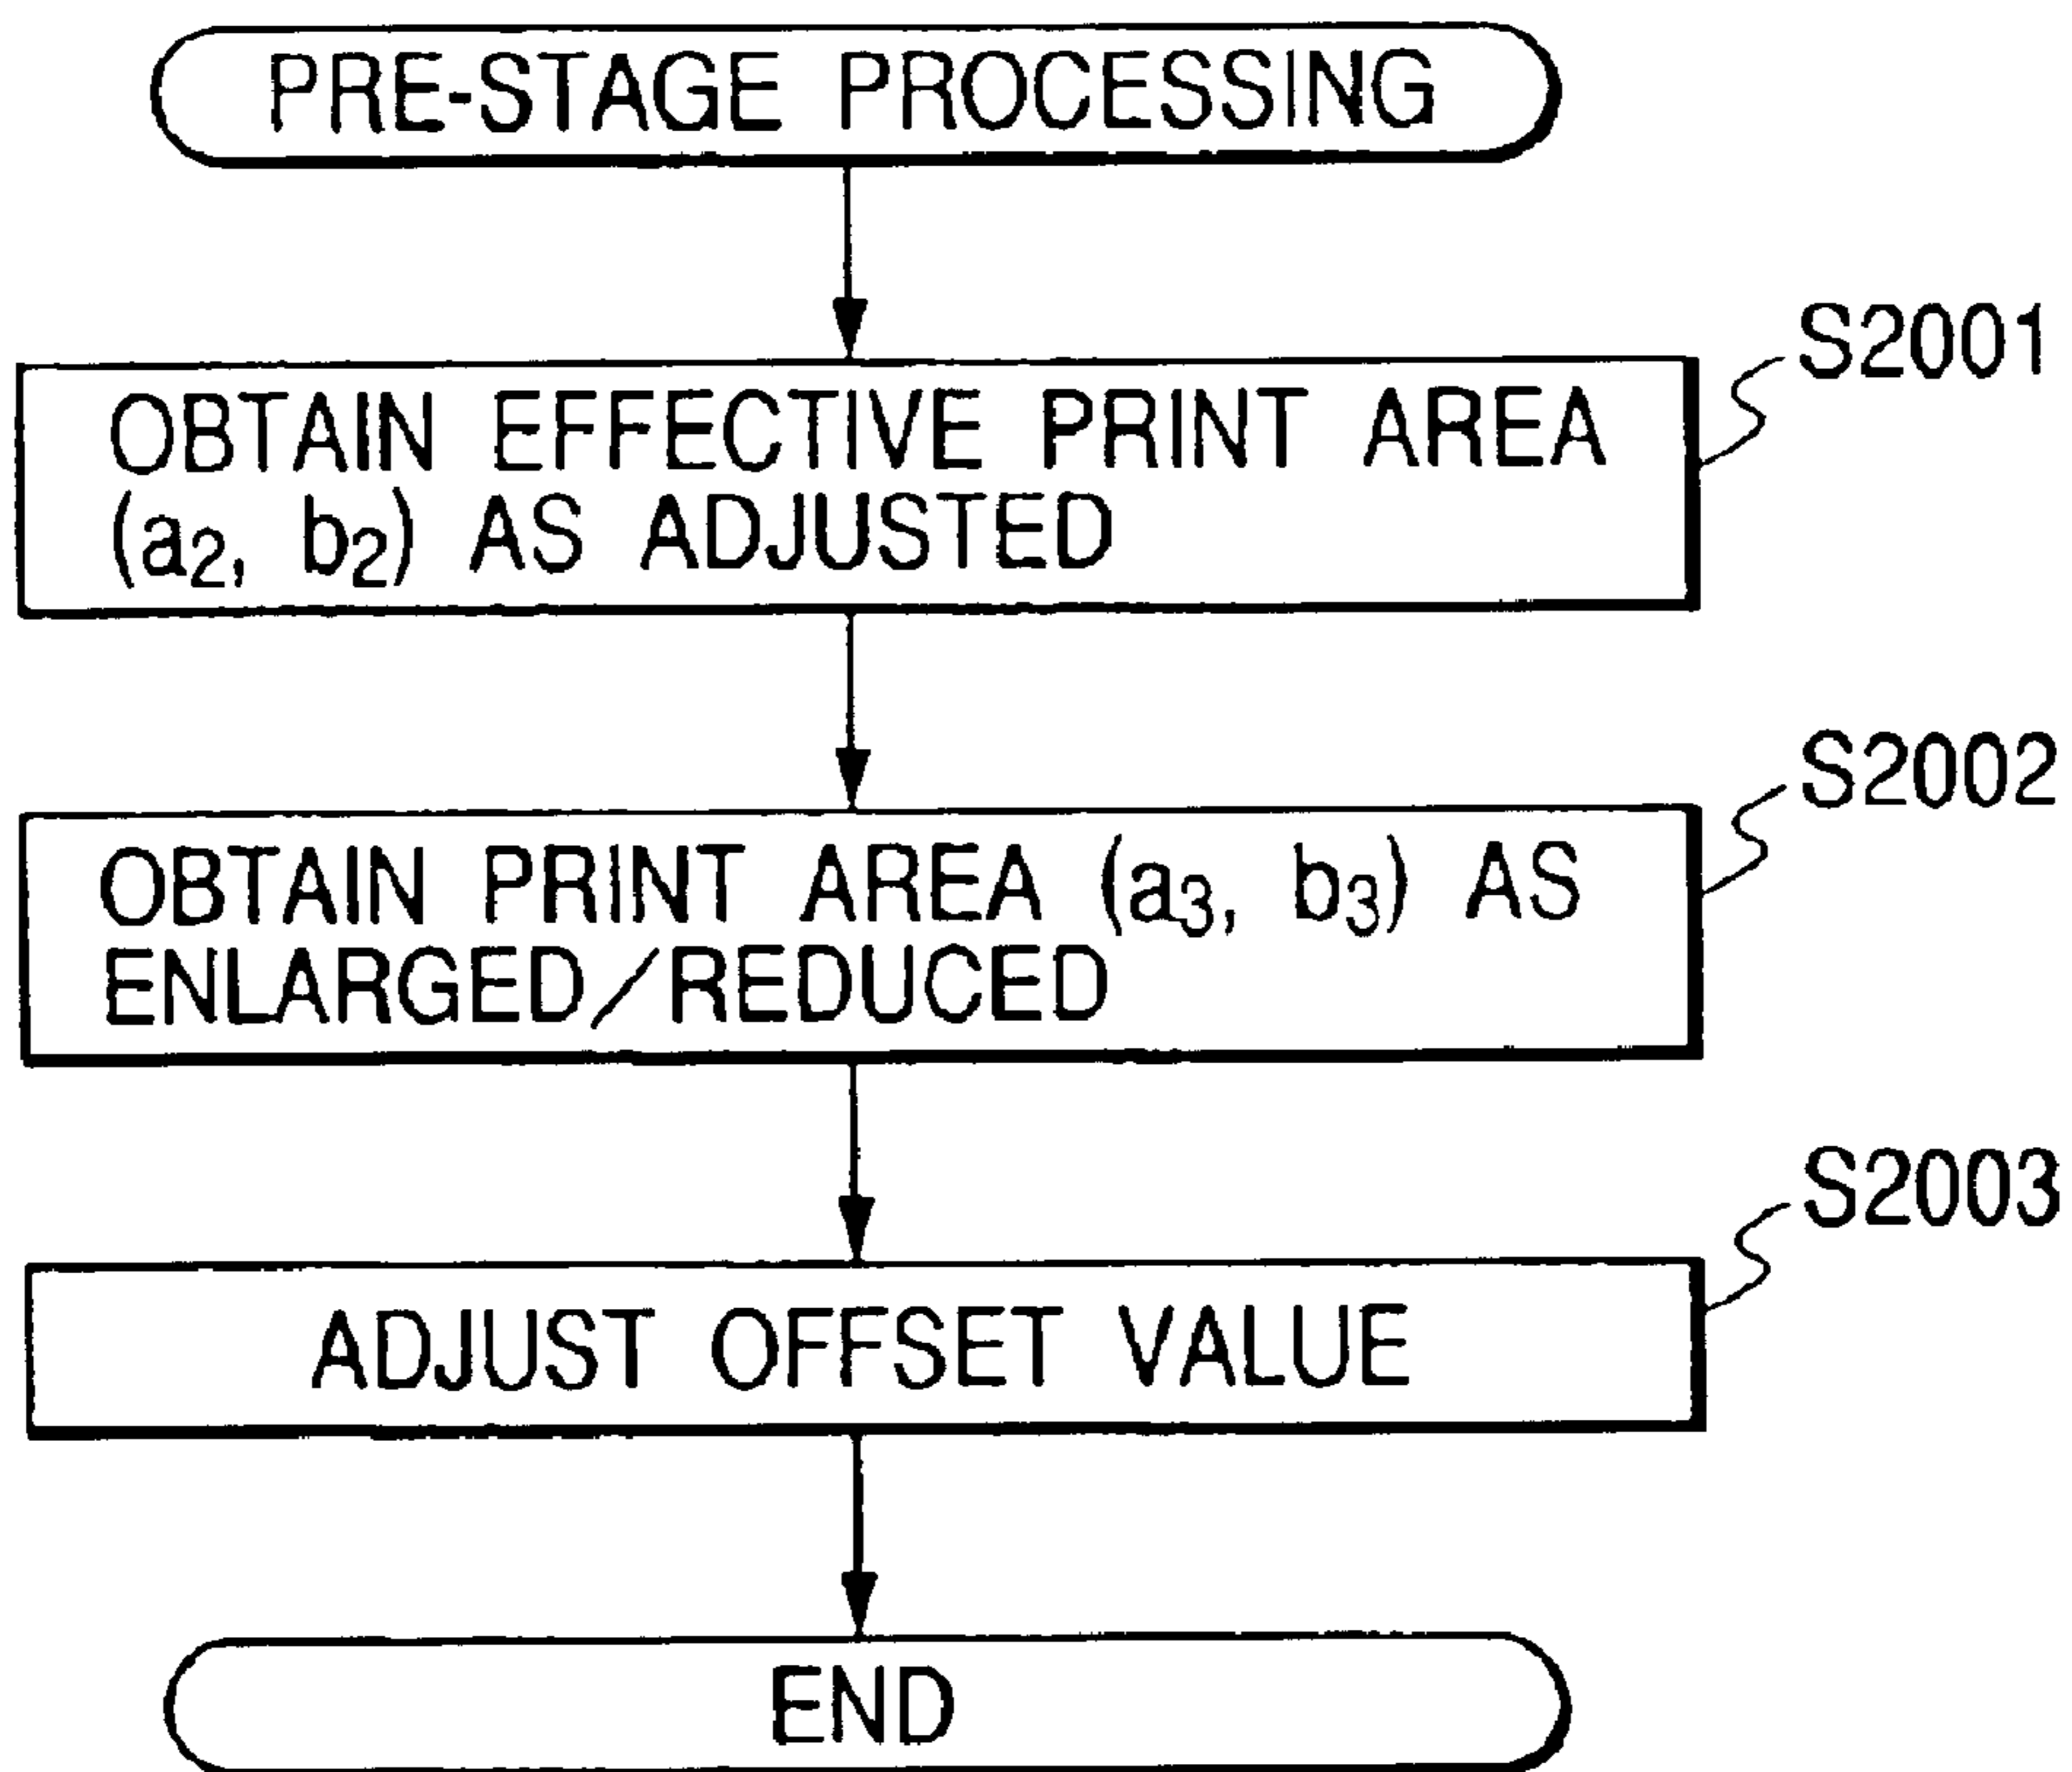 PRE-STAGE PROCESSING
S2001
OBTAIN EFFECTIVE PRINT AREA
(a2, b2) AS ADJUSTED
S2002
OBTAIN PRINT AREA (a3, b3) AS
ENLARGED/REDUCED
S2003
ADJUST OFFSET VALUE
END